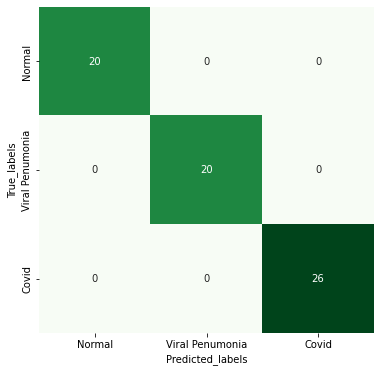 True_labels
Normal
20 0 0
Viral Penumonia
0 20 0
Covid
0 0 26
Normal Viral Penumonia Covid
Predicted_labels